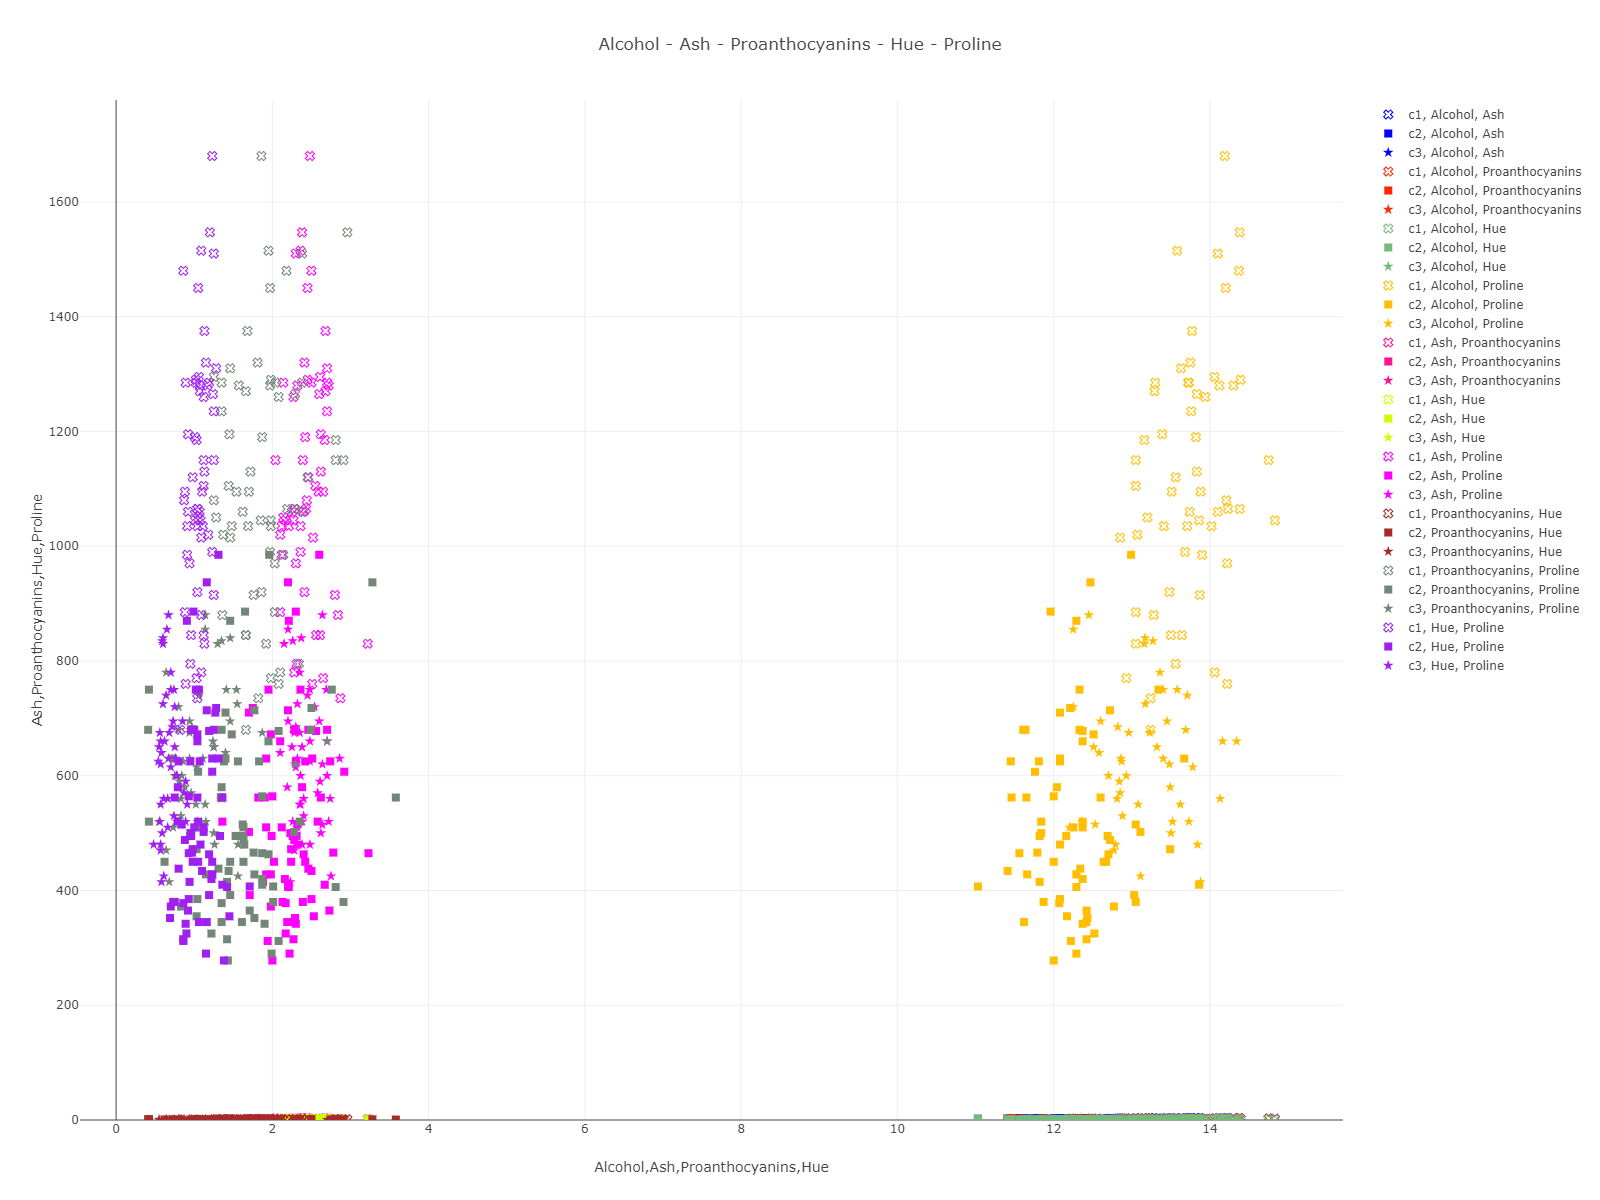 Alcohol - Ash - Proanthocyanins - Hue - Proline
c1, Alcohol, Ash
c2, Alcohol, Ash
c3, Alcohol, Ash
c1, Alcohol, Proanthocyanins
c2, Alcohol, Proanthocyanins
c3, Alcohol, Proanthocyanins
c1, Alcohol, Hue
c2, Alcohol, Hue
c3, Alcohol, Hue
c1, Alcohol, Proline
c2, Alcohol, Proline
c3, Alcohol, Proline
c1, Ash, Proanthocyanins
c2, Ash, Proanthocyanins
c3, Ash, Proanthocyanins
c1, Ash, Hue
c2, Ash, Hue
c3, Ash, Hue
c1, Ash, Proline
c2, Ash, Proline
c3, Ash, Proline
c1, Proanthocyanins, Hue
c2, Proanthocyanins, Hue
c3, Proanthocyanins, Hue
c1, Proanthocyanins, Proline
c2, Proanthocyanins, Proline
c3, Proanthocyanins, Proline
c1, Hue, Proline
c2, Hue, Proline
c3, Hue, Proline
Ash,Proanthocyanins,Hue,Proline
1600
1400
1200
1000
800
600
400
200
0
0 2 4 6 8 10 12 14
Alcohol,Ash,Proanthocyanins,Hue